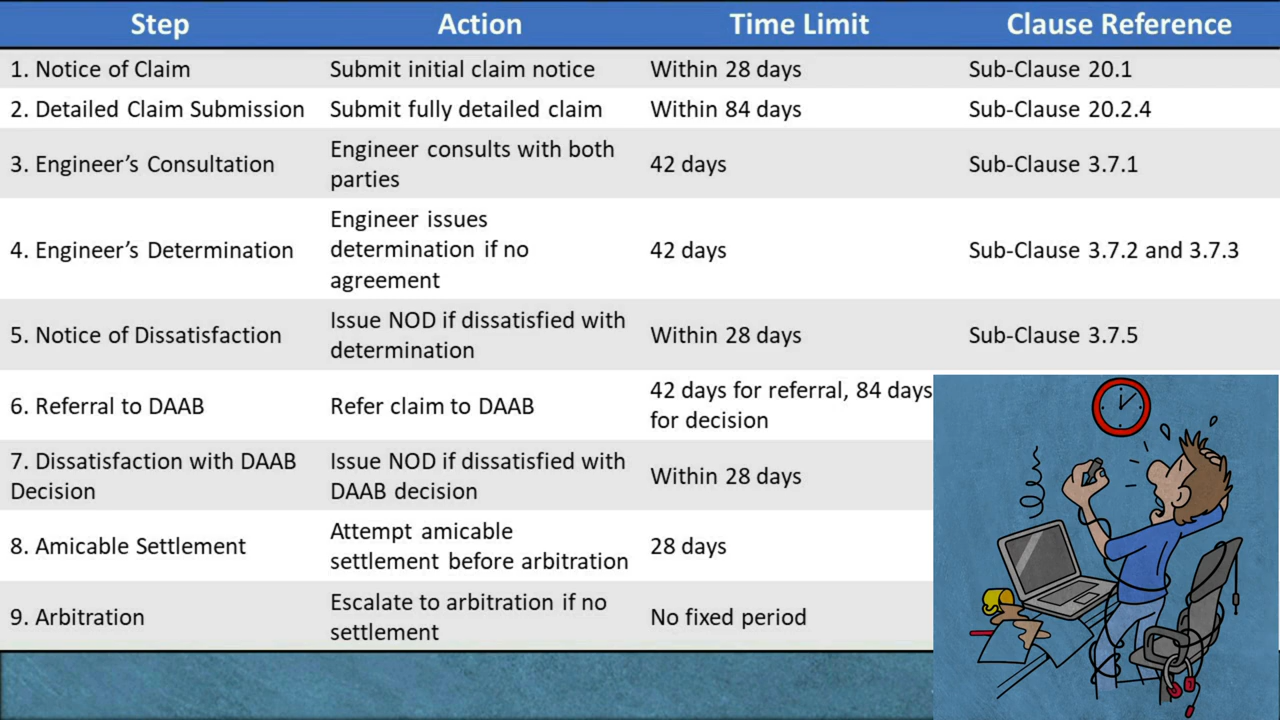 Step Action Time Limit Clause Reference
1. Notice of Claim Submit initial claim notice Within 28 days Sub-Clause 20.1
2. Detailed Claim Submission Submit fully detailed claim Within 84 days Sub-Clause 20.2.4
3. Engineer’s Consultation Engineer consults with both parties 42 days Sub-Clause 3.7.1
4. Engineer’s Determination Engineer issues determination if no agreement 42 days Sub-Clause 3.7.2 and 3.7.3
5. Notice of Dissatisfaction Issue NOD if dissatisfied with determination Within 28 days Sub-Clause 3.7.5
6. Referral to DAAB Refer claim to DAAB 42 days for referral, 84 days for decision
7. Dissatisfaction with DAAB Decision Issue NOD if dissatisfied with DAAB decision Within 28 days
8. Amicable Settlement Attempt amicable settlement before arbitration 28 days
9. Arbitration Escalate to arbitration if no settlement No fixed period